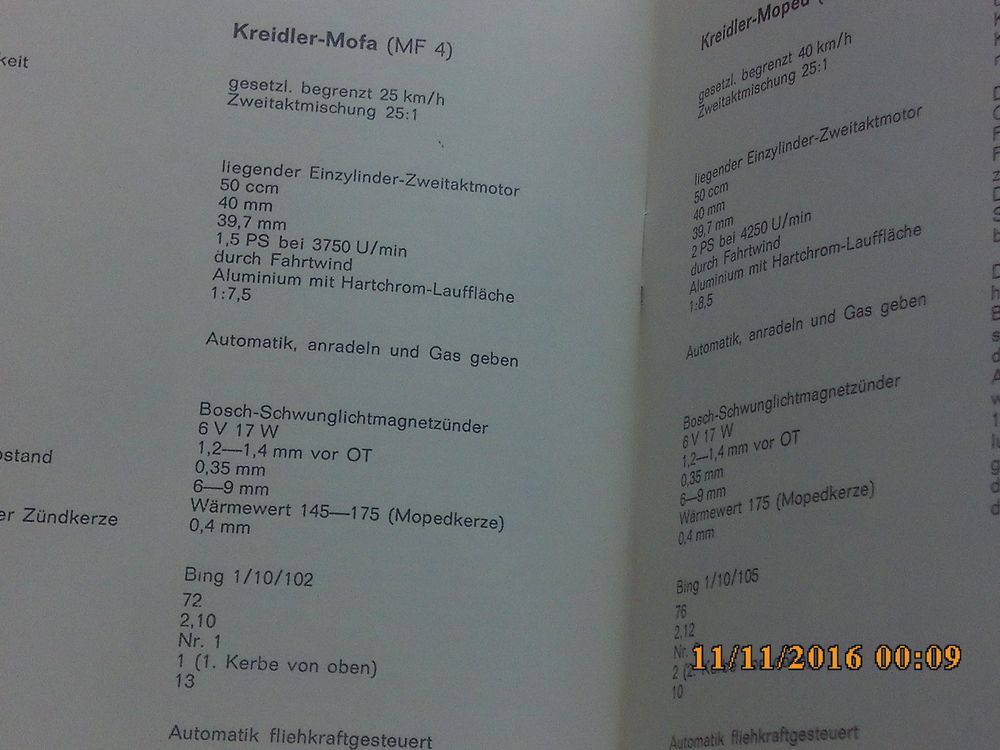 keit
ostand
er Zündkerze
Kreidler-Mofa (MF 4)
gesetzl. begrenzt 25 km/h
Zweitaktmischung 25:1
liegender Einzylinder-Zweitaktmotor
50 ccm
40 mm
39,7 mm
1,5 PS bei 3750 U/min
durch Fahrtwind
Aluminium mit Hartchrom-Lauffläche
1:7,5
Automatik, anradeln und Gas geben
Bosch-Schwunglichtmagnetzünder
6 V 17 W
1,2—1,4 mm vor OT
0,35 mm
6—9 mm
Wärmewert 145—175 (Mopedkerze)
0,4 mm
Bing 1/10/102
72
2,10
Nr. 1
1 (1. Kerbe von oben)
13
Automatik fliehkraftgesteuert
Kreidler-Moped (
gesetzl. begrenzt 40 km/h
Zweitaktmischung 25:1
liegender Einzylinder-Zweitaktmotor
50 ccm
40 mm
39,7 mm
2 PS bei 4250 U/min
durch Fahrtwind
Aluminium mit Hartchrom-Lauffläche
1:8,5
Automatik, anradeln und Gas geben
Bosch-Schwunglichtmagnetzünder
6 V 17 W
1,2—1,4 mm vor OT
0,35 mm
6—9 mm
Wärmewert 175 (Mopedkerze)
0,4 mm
Bing 1/10/105
76
2,12
Nr.
2 (2. Kerbe
10
Automatik fliehkraftgesteuert
11/11/2016 00:09